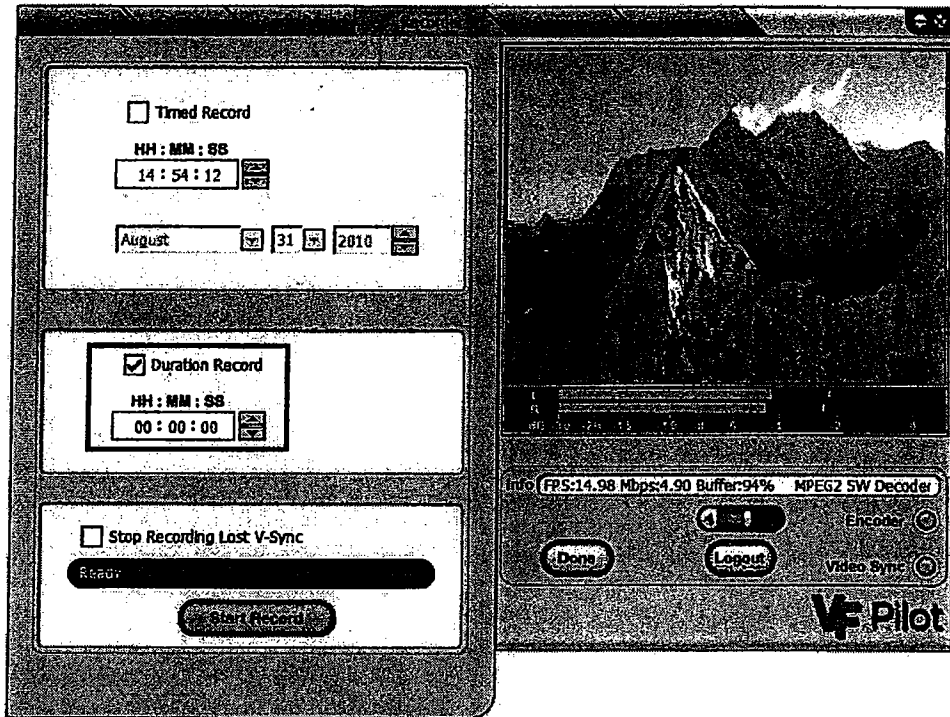 Timed Record
HH : MM : SS
14 : 54 : 12
August 31 2010
Duration Record
HH : MM : SS
00 : 00 : 00
Stop Recording Lost V-Sync
Ready
Start Record
L
R
Info FPS:14.98 Mbps:4.90 Buffer:94% MPEG2 SW Decoder
Encoder
Done Logout Video Sync
VF Pilot